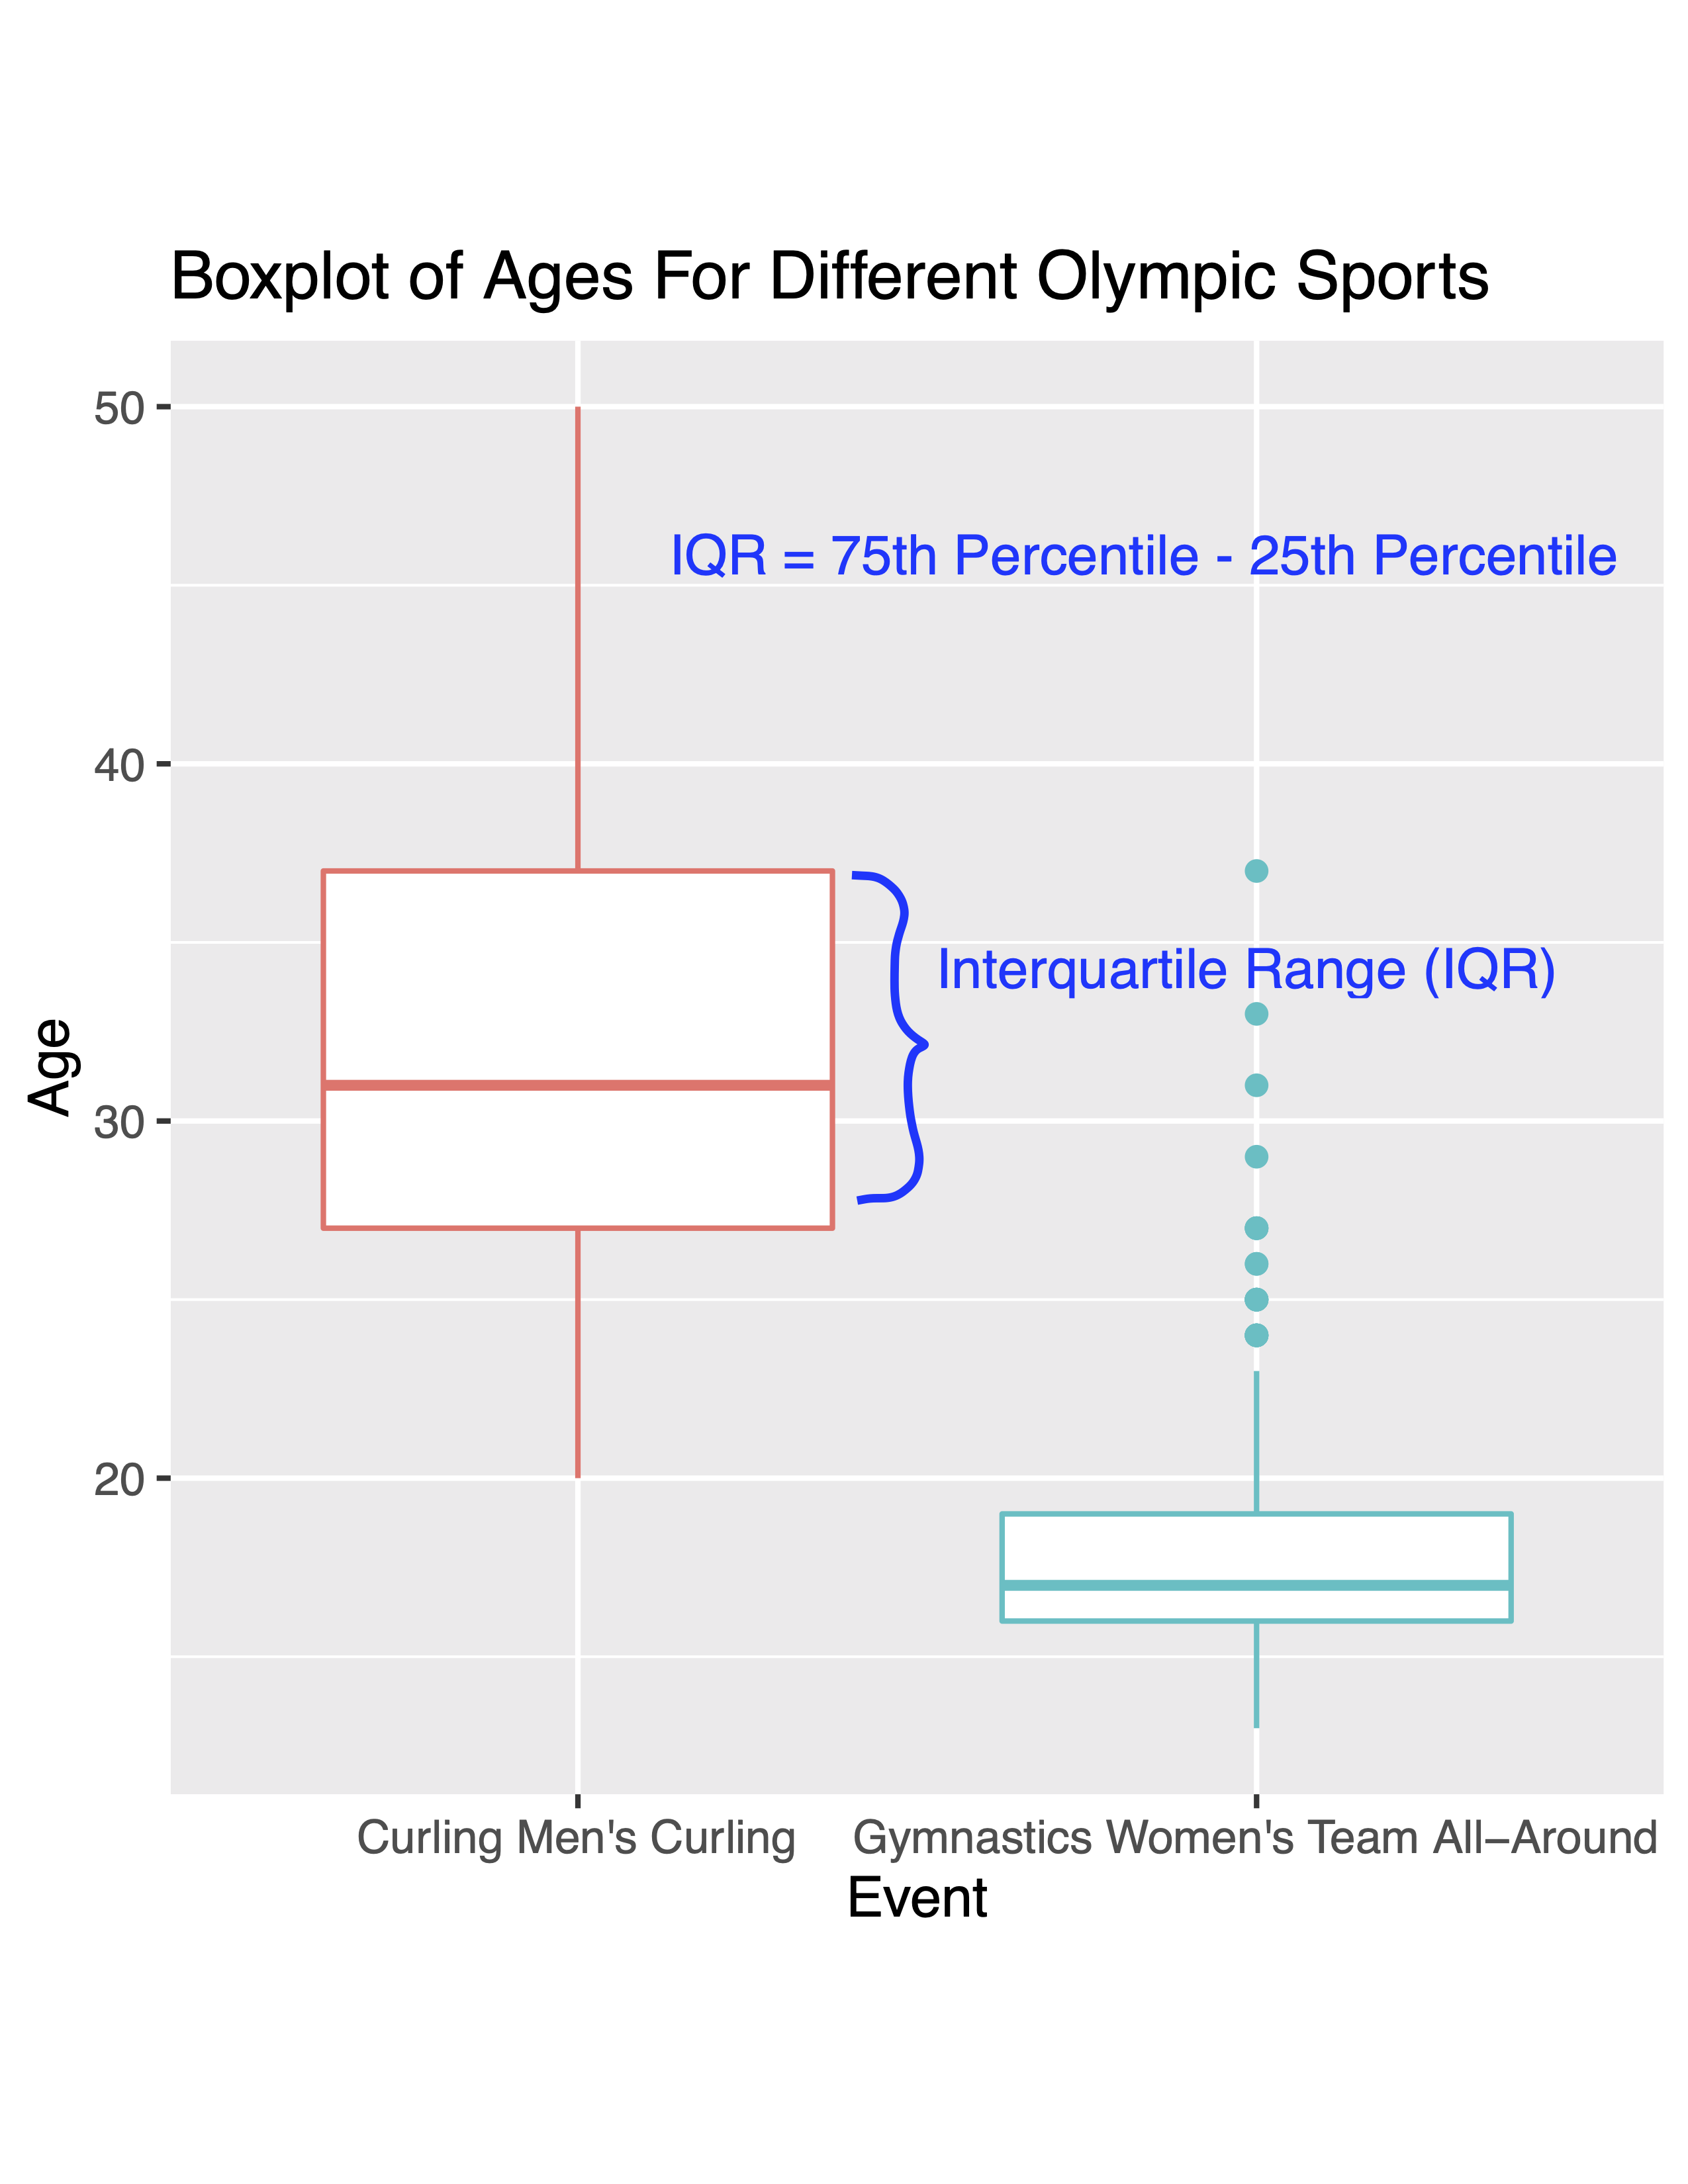 Boxplot of Ages For Different Olympic Sports
50
IQR = 75th Percentile - 25th Percentile
40
Interquartile Range (IQR)
Age
30
20
Curling Men's Curling
Gymnastics Women's Team All–Around
Event